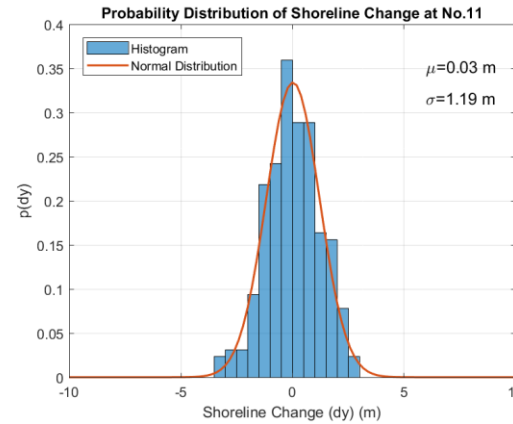 Probability Distribution of Shoreline Change at No.11
Histogram
Normal Distribution
μ=0.03 m
σ=1.19 m
0.4
0.35
0.3
0.25
0.2
0.15
0.1
0.05
0
p(dy)
-10
-5
0
5
Shoreline Change (dy) (m)